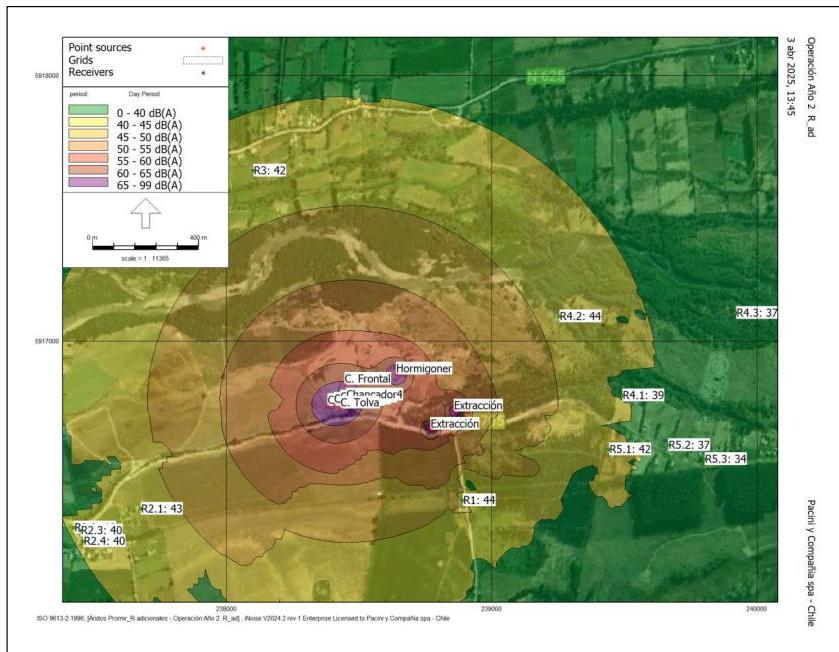 Point sources
Grids
Receivers
period: Day Period
0 - 40 dB(A)
40 - 45 dB(A)
45 - 50 dB(A)
50 - 55 dB(A)
55 - 60 dB(A)
60 - 65 dB(A)
65 - 99 dB(A)
0 m 400 m
scale = 1 : 11365
Operación Año 2 R_ad
3 abr 2025, 13:45
5918000
N 625
R3: 42
R4.2: 44
R4.3: 37
5917000
Hormigoner
C. Frontal
Chancador4
C. Tolva
Extracción
Extracción
R4.1: 39
R5.1: 42
R5.2: 37
R5.3: 34
R1: 44
R2.1: 43
R2.3: 40
R2.4: 40
238000
239000
240000
ISO 9613-2:1996, [Áridos Promir_R adicionales - Operación Año 2 R_ad] , iNoise V2024.2 rev 1 Enterprise Licensed to Pacini y Compañia spa - Chile
Pacini y Compañia spa - Chile